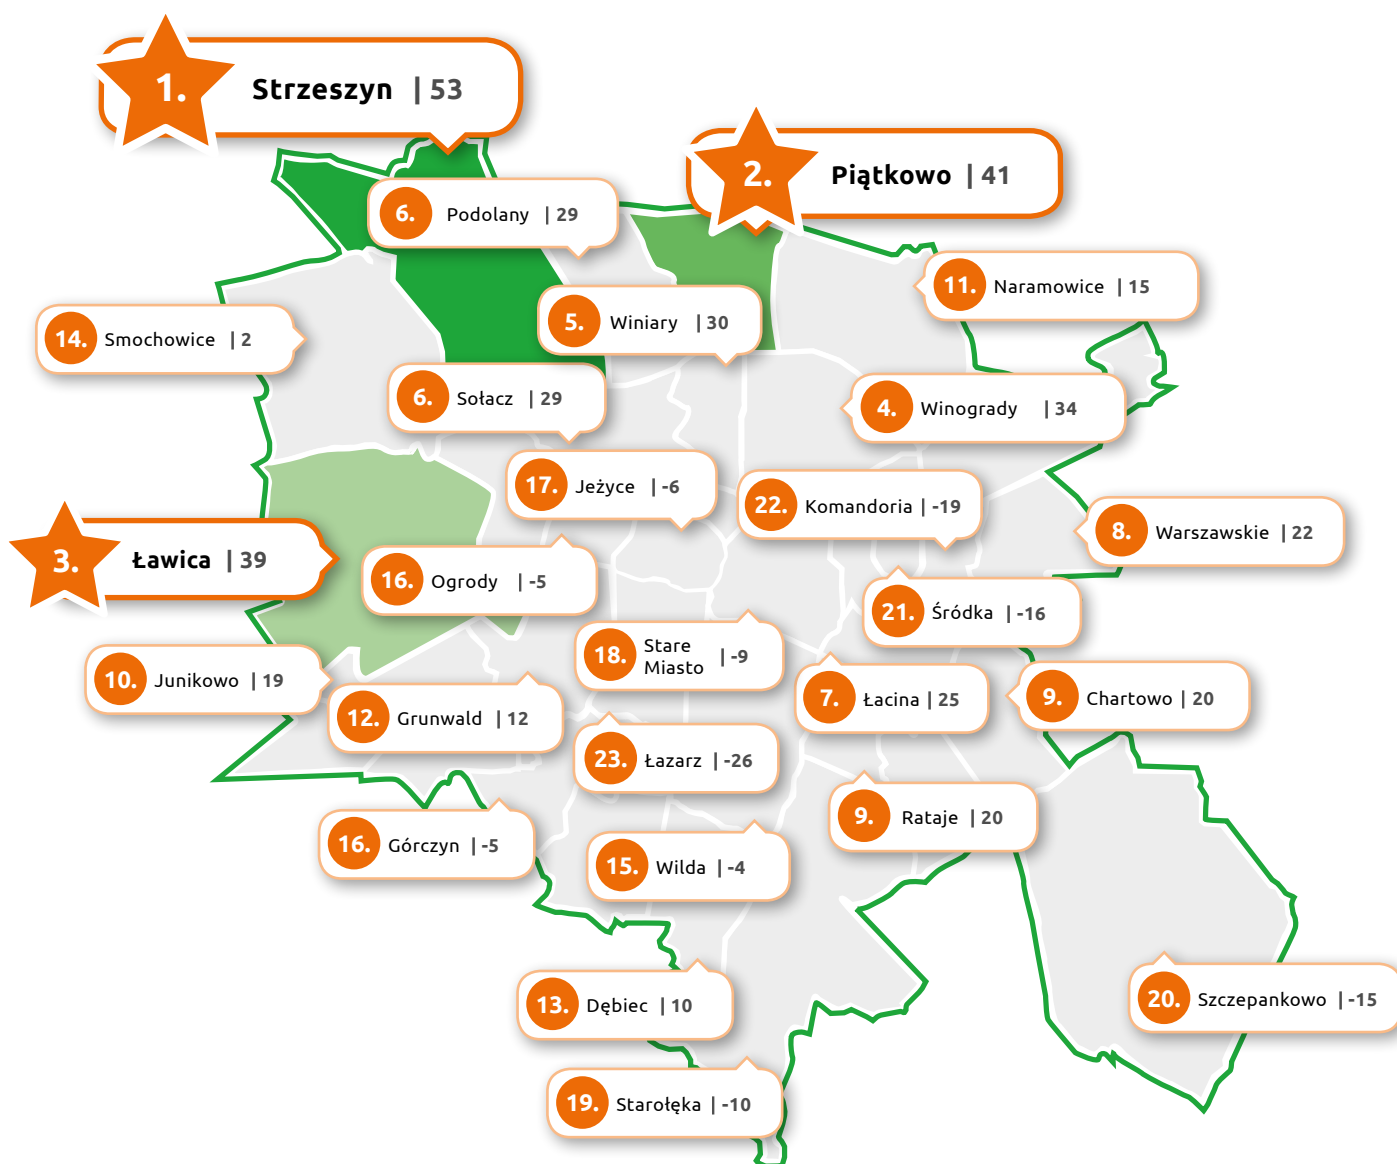 1. Strzeszyn | 53
2. Piątkowo | 41
6. Podolany | 29
11. Naramowice | 15
5. Winiary | 30
14. Smochowice | 2
6. Sołacz | 29
4. Winogrady | 34
17. Jeżyce | -6
22. Komandoria | -19
8. Warszawskie | 22
3. Ławica | 39
16. Ogrody | -5
21. Śródka | -16
18. Stare
Miasto | -9
10. Junikowo | 19
7. Łacina | 25
9. Chartowo | 20
12. Grunwald | 12
23. Łazarz | -26
9. Rataje | 20
16. Górczyn | -5
15. Wilda | -4
13. Dębiec | 10
20. Szczepankowo | -15
19. Starołęka | -10